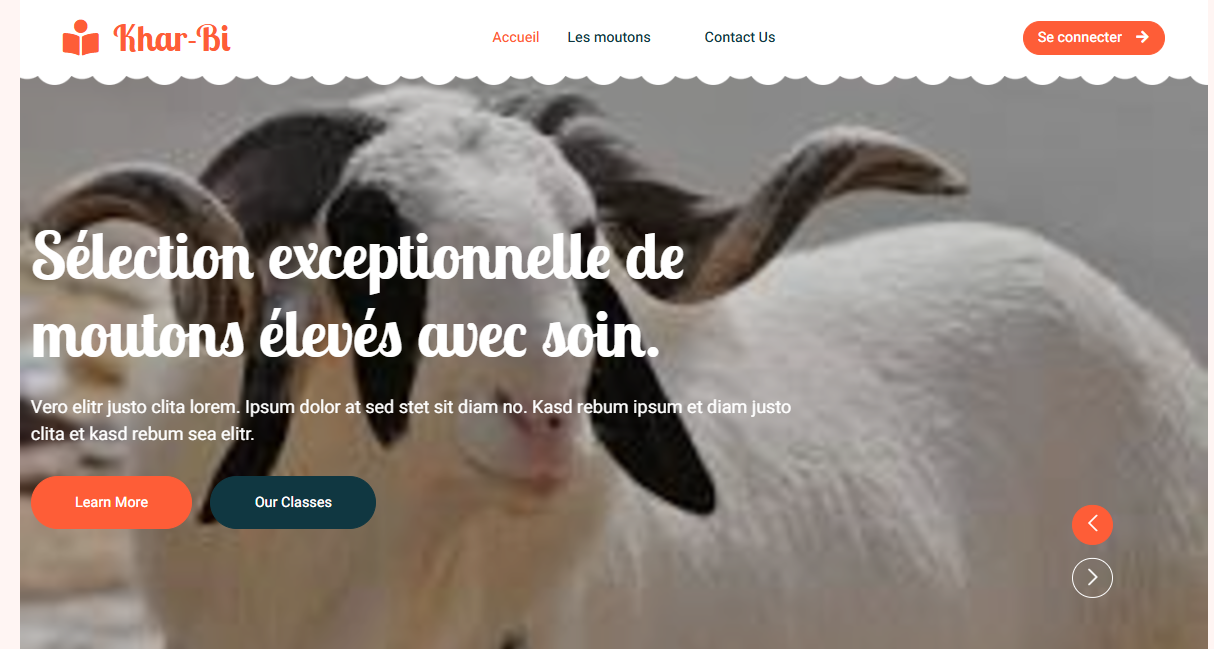 Khar-Bi
Accueil
Les moutons
Contact Us
Se connecter
Sélection exceptionnelle de
moutons élevés avec soin.
Vero elitr justo clita lorem. Ipsum dolor at sed stet sit diam no. Kasd rebum ipsum et diam justo
clita et kasd rebum sea elitr.
Learn More
Our Classes